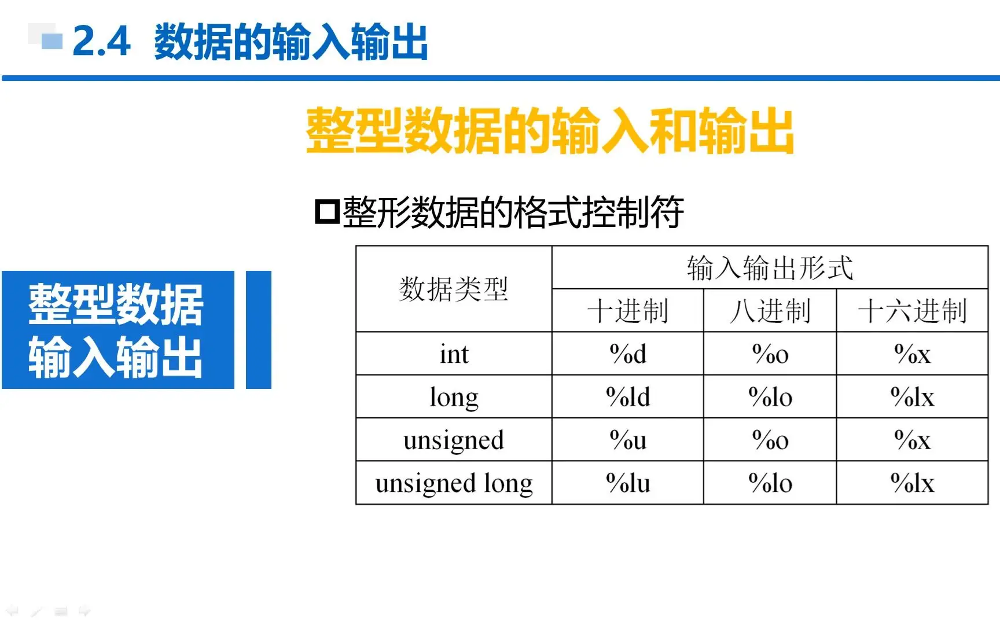 2.4 数据的输入输出
整型数据的输入和输出
整形数据的格式控制符
整型数据
输入输出
数据类型 输入输出形式
十进制 八进制 十六进制
int %d %o %x
long %ld %lo %lx
unsigned %u %o %x
unsigned long %lu %lo %lx